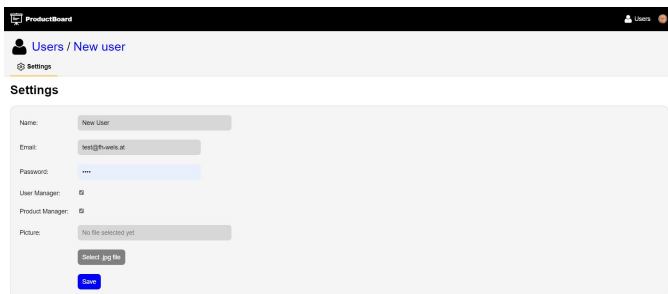 ProductBoard
Users
Users / New user
Settings
Settings
Name: New User
Email: test@fh-wels.at
Password: ••••
User Manager:
Product Manager:
Picture: No file selected yet
Select .jpg file
Save